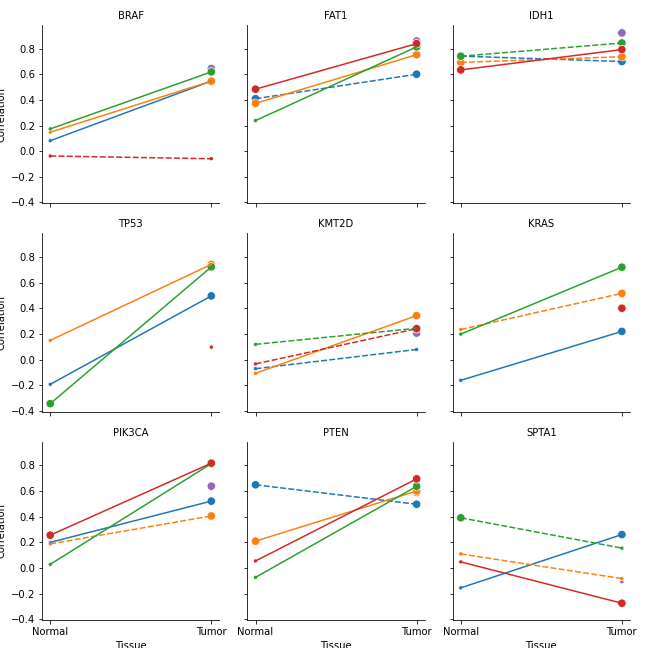 BRAF
FAT1
IDH1
0.8
0.6
0.4
0.2
0.0
−0.2
−0.4
TP53
KMT2D
KRAS
0.8
0.6
0.4
0.2
0.0
−0.2
−0.4
PIK3CA
PTEN
SPTA1
0.8
0.6
0.4
0.2
0.0
−0.2
−0.4
Normal Tumor Normal Tumor Normal Tumor
Tissue Tissue Tissue